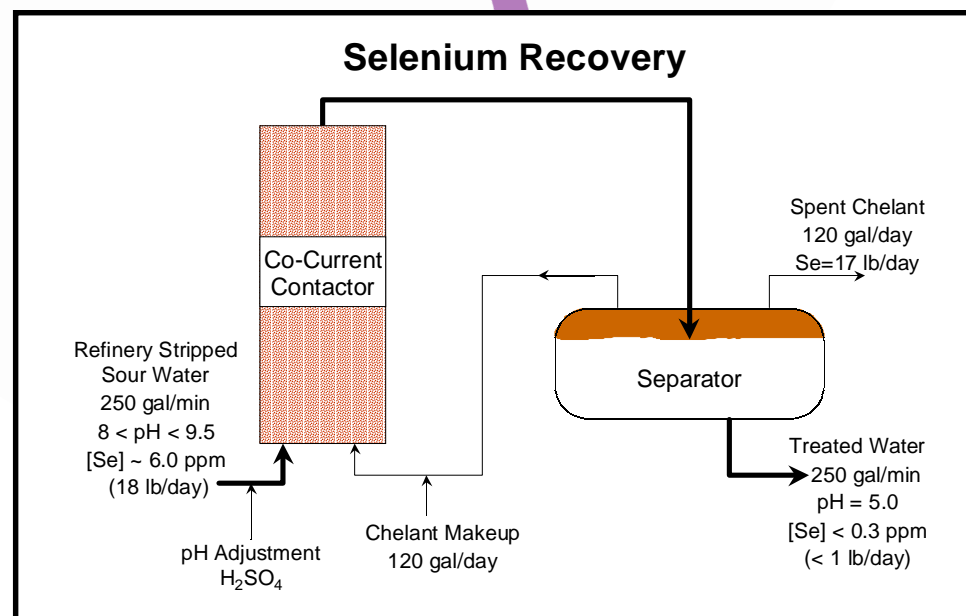 Selenium Recovery
Co-Current
Contactor
Refinery Stripped
Sour Water
250 gal/min
8 < pH < 9.5
[Se] ~ 6.0 ppm
(18 lb/day)
pH Adjustment
H₂SO₄
Chelant Makeup
120 gal/day
Spent Chelant
120 gal/day
Se=17 lb/day
Separator
Treated Water
250 gal/min
pH = 5.0
[Se] < 0.3 ppm
(< 1 lb/day)